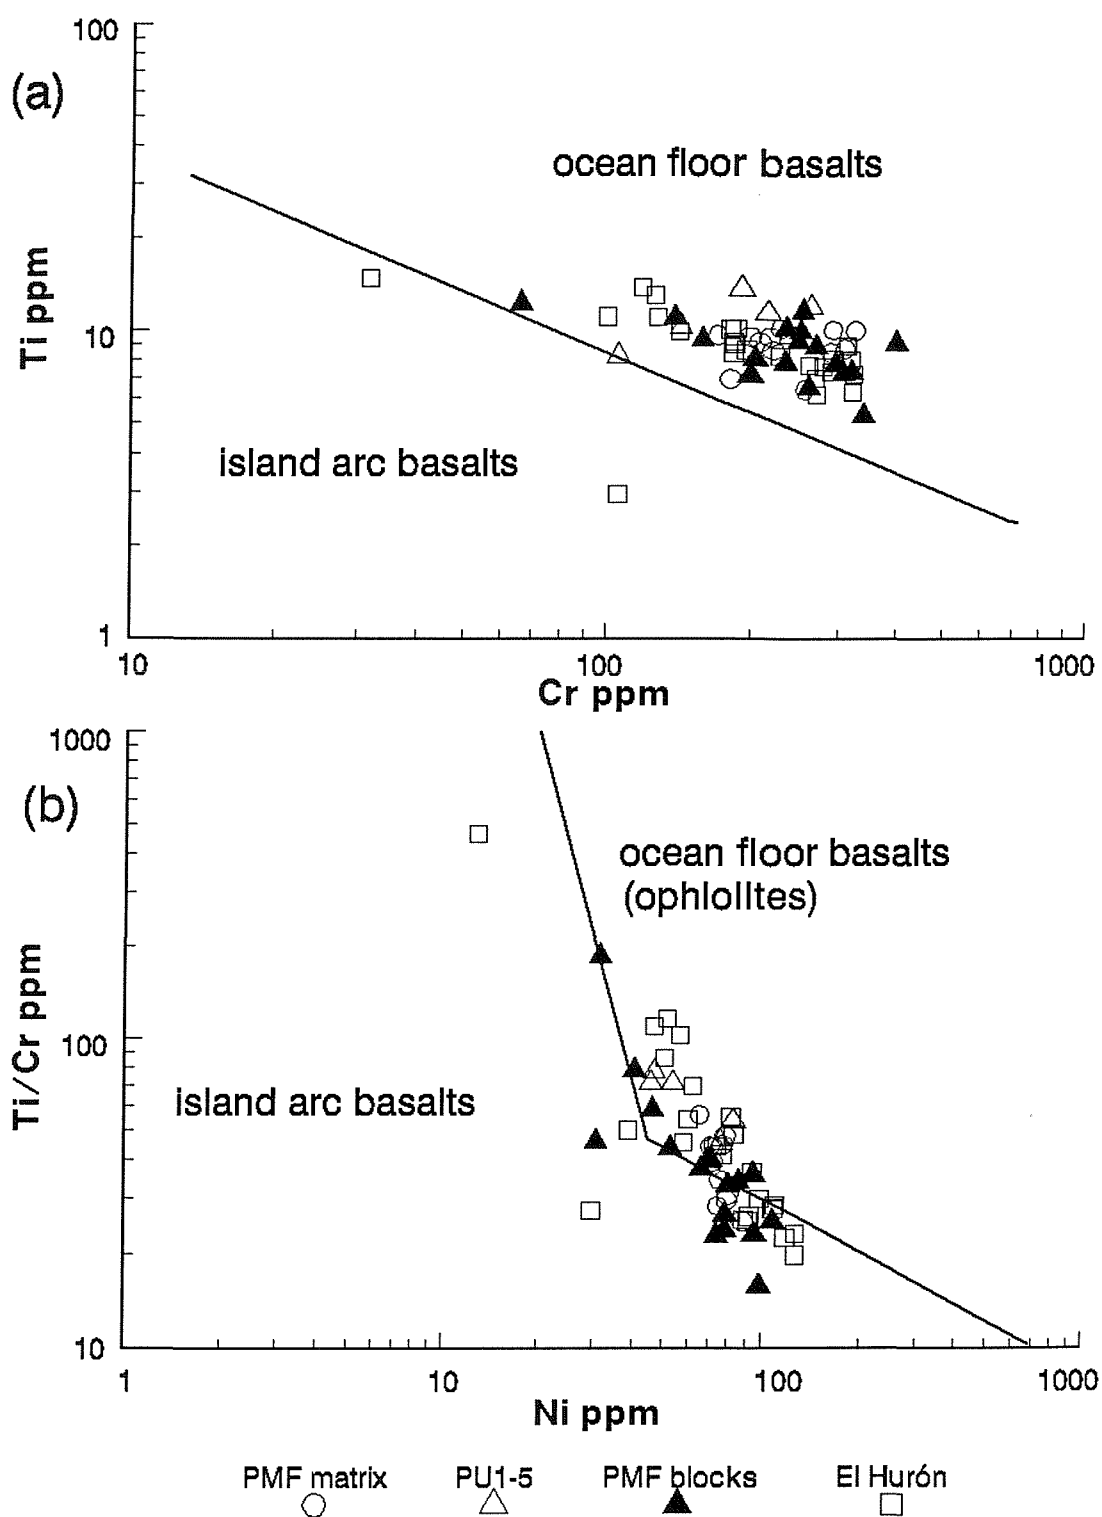 100
(a)
ocean floor basalts
Ti ppm
10
island arc basalts
1
10
100
1000
Cr ppm
1000
(b)
ocean floor basalts
(ophiolites)
Ti/Cr ppm
100
island arc basalts
10
1
10
100
1000
Ni ppm
PMF matrix
PU1-5
PMF blocks
El Hurón